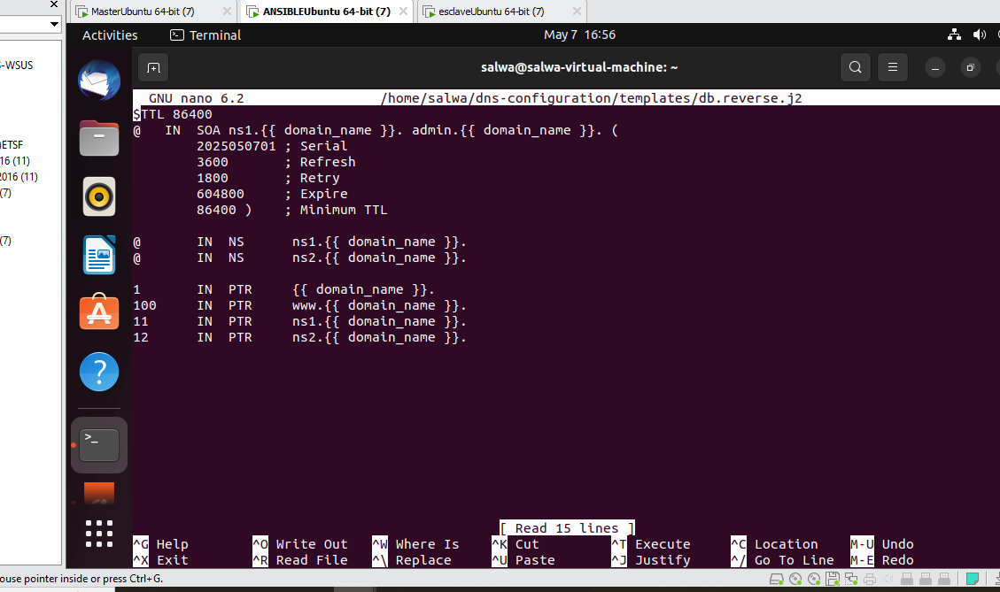 MasterUbuntu 64-bit (7)
ANSIBLEUbuntu 64-bit (7)
esclaveUbuntu 64-bit (7)
Activities
Terminal
May 7 16:56
-WSUS
ETSF
16 (11)
2016 (11)
(7)
(7)
salwa@salwa-virtual-machine: ~
GNU nano 6.2 /home/salwa/dns-configuration/templates/db.reverse.j2
$TTL 86400
@ IN SOA ns1.{{ domain_name }}. admin.{{ domain_name }}. (
2025050701 ; Serial
3600 ; Refresh
1800 ; Retry
604800 ; Expire
86400 ) ; Minimum TTL
@ IN NS ns1.{{ domain_name }}.
@ IN NS ns2.{{ domain_name }}.
1 IN PTR {{ domain_name }}.
100 IN PTR www.{{ domain_name }}.
11 IN PTR ns1.{{ domain_name }}.
12 IN PTR ns2.{{ domain_name }}.
[ Read 15 lines ]
^G Help ^O Write Out ^W Where Is ^K Cut ^T Execute ^C Location M-U Undo
^X Exit ^R Read File ^\ Replace ^U Paste ^J Justify ^/ Go To Line M-E Redo
ouse pointer inside or press Ctrl+G.